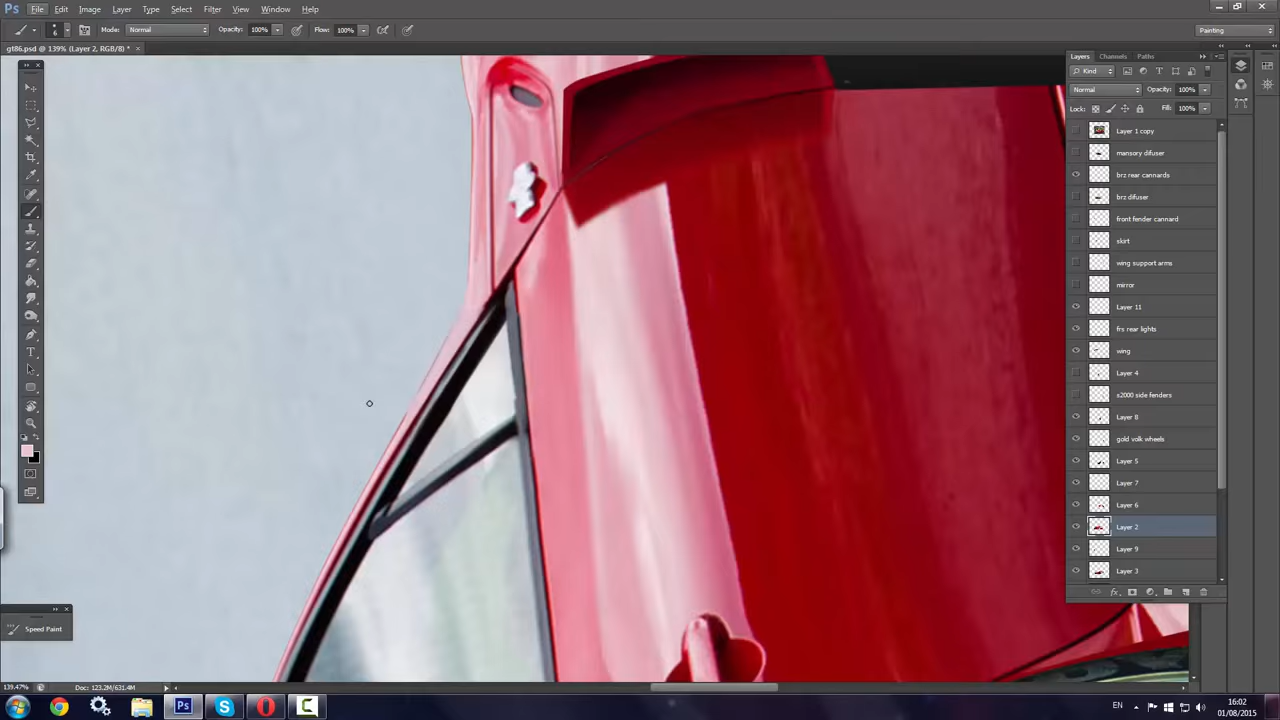 Ps File Edit Image Layer Type Select Filter View Window Help
6 Mode: Normal Opacity: 100% Flow: 100% Painting
gt86.psd @ 139% (Layer 2, RGB/8) *
Layers Channels Paths
Kind
Normal Opacity: 100%
Lock: Fill: 100%
Layer 1 copy
mansory difuser
brz rear cannards
brz difuser
front fender cannard
skirt
wing support arms
mirror
Layer 11
frs rear lights
wing
Layer 4
s2000 side fenders
Layer 8
gold volk wheels
Layer 5
Layer 7
Layer 6
Layer 2
Layer 9
Layer 3
Speed Paint
139.47% Doc: 123.2M/631.4M
EN 16:02
01/08/2015